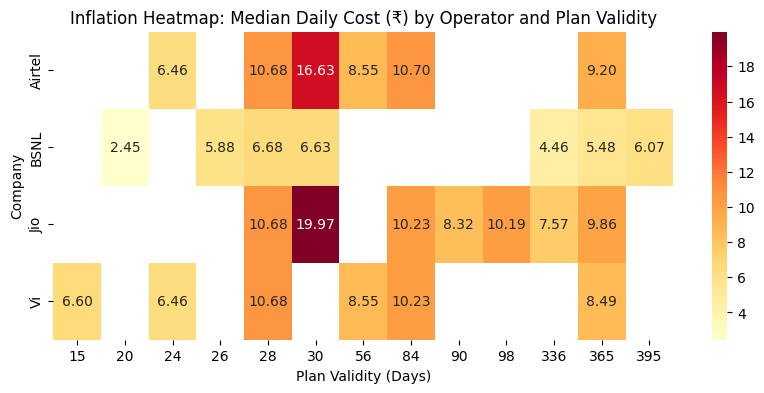 Inflation Heatmap: Median Daily Cost (₹) by Operator and Plan Validity
Company
Airtel
6.46 10.68 16.63 8.55 10.70 9.20
BSNL
2.45 5.88 6.68 6.63 4.46 5.48 6.07
Jio
10.68 19.97 10.23 8.32 10.19 7.57 9.86
Vi
6.60 6.46 10.68 8.55 10.23 8.49
15 20 24 26 28 30 56 84 90 98 336 365 395
Plan Validity (Days)
18
16
14
12
10
8
6
4